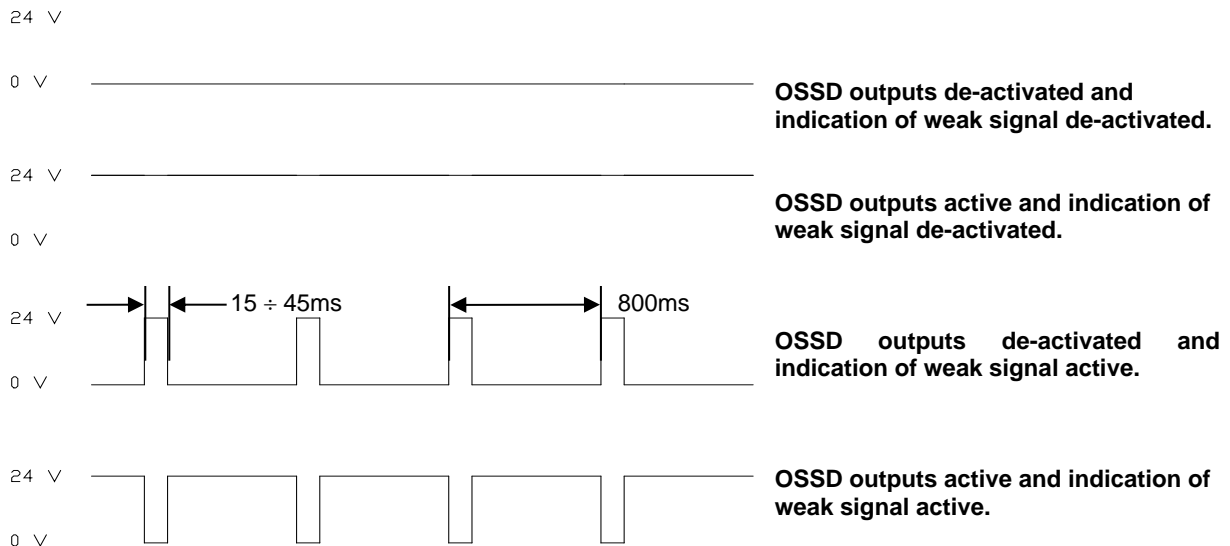 24 V
0 V
OSSD outputs de-activated and
indication of weak signal de-activated.
24 V
0 V
OSSD outputs active and indication of
weak signal de-activated.
15 ÷ 45ms
800ms
24 V
0 V
OSSD outputs de-activated and
indication of weak signal active.
24 V
0 V
OSSD outputs active and indication of
weak signal active.